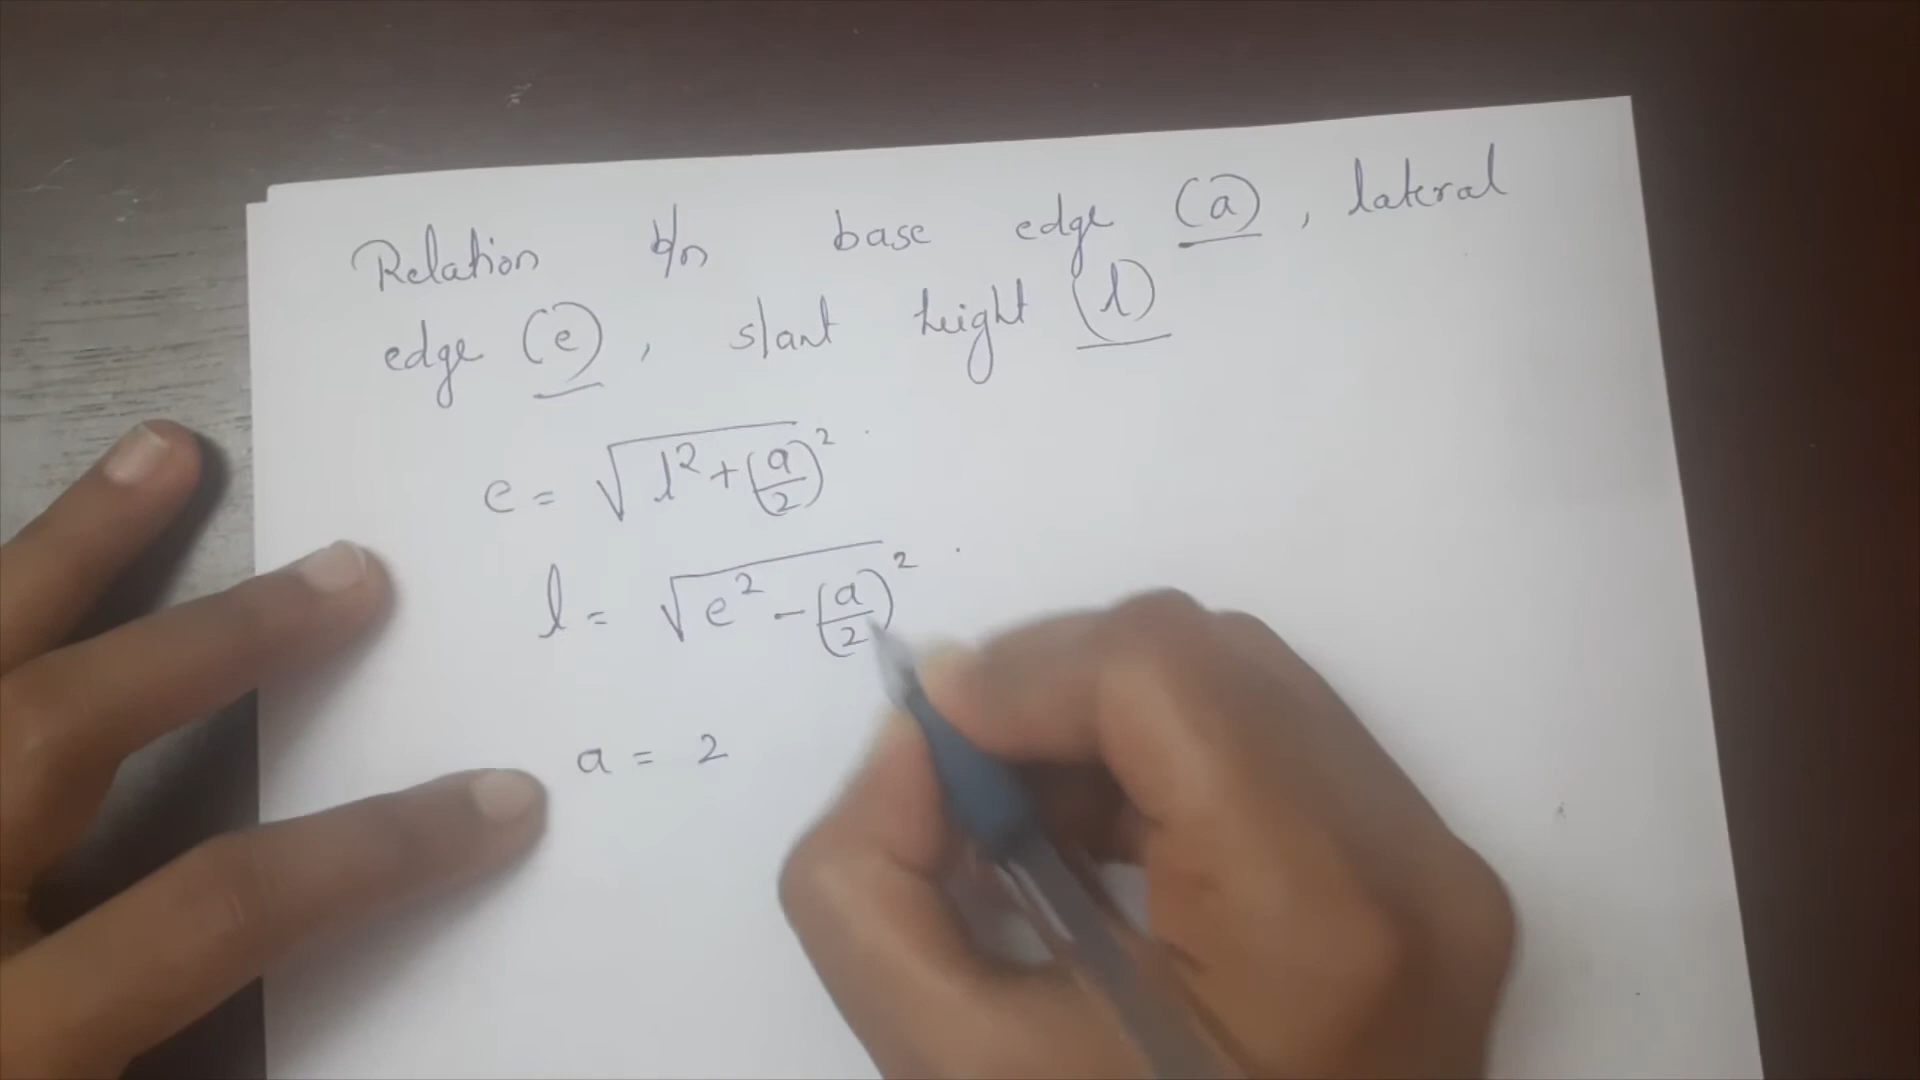 Relation b/n base edge (a), lateral
edge (e), slant height (l)
e = √l² + (a/2)²
l = √e² - (a/2)²
a = 2